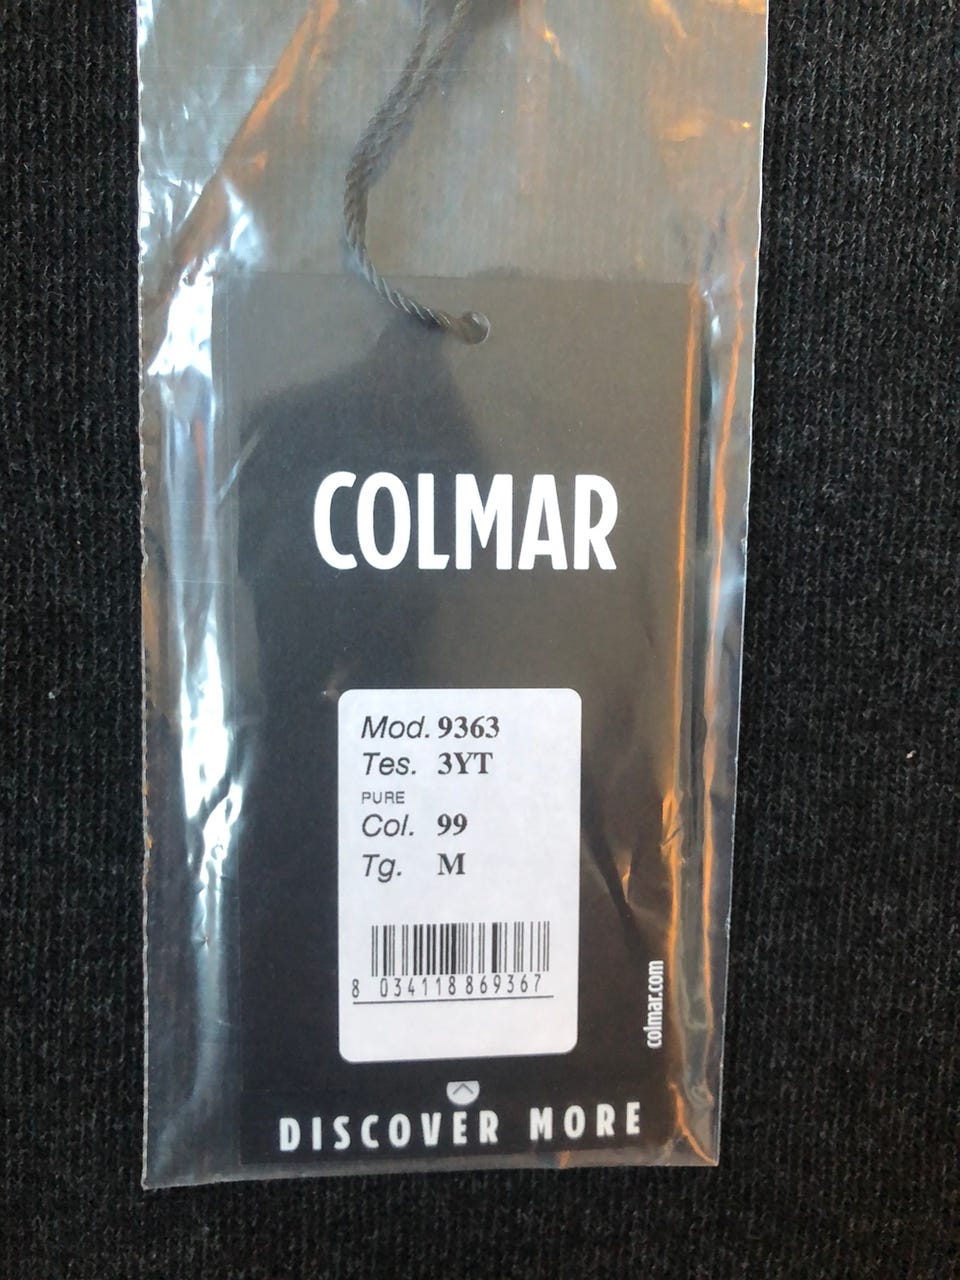 COLMAR
Mod. 9363
Tes. 3YT
PURE
Col. 99
Tg. M
8 034118 869367
colmar.com
DISCOVER MORE